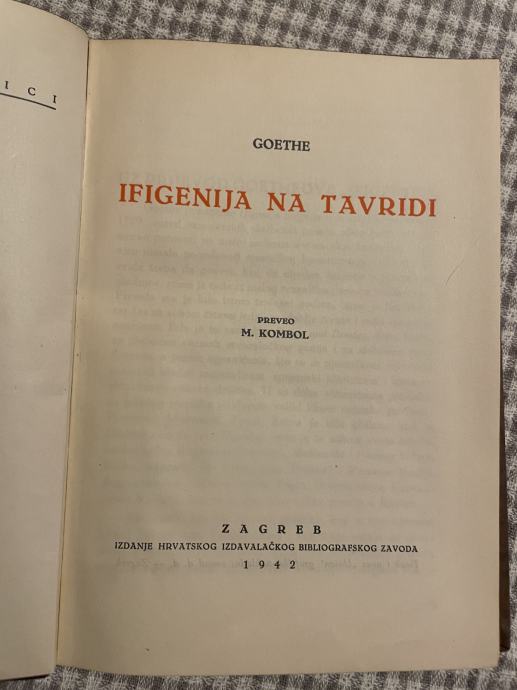 I C I
GOETHE
IFIGENIJA NA TAVRIDI
PREVEO
M. KOMBOL
ZAGREB
IZDANJE HRVATSKOG IZDAVALAČKOG BIBLIOGRAFSKOG ZAVODA
1942